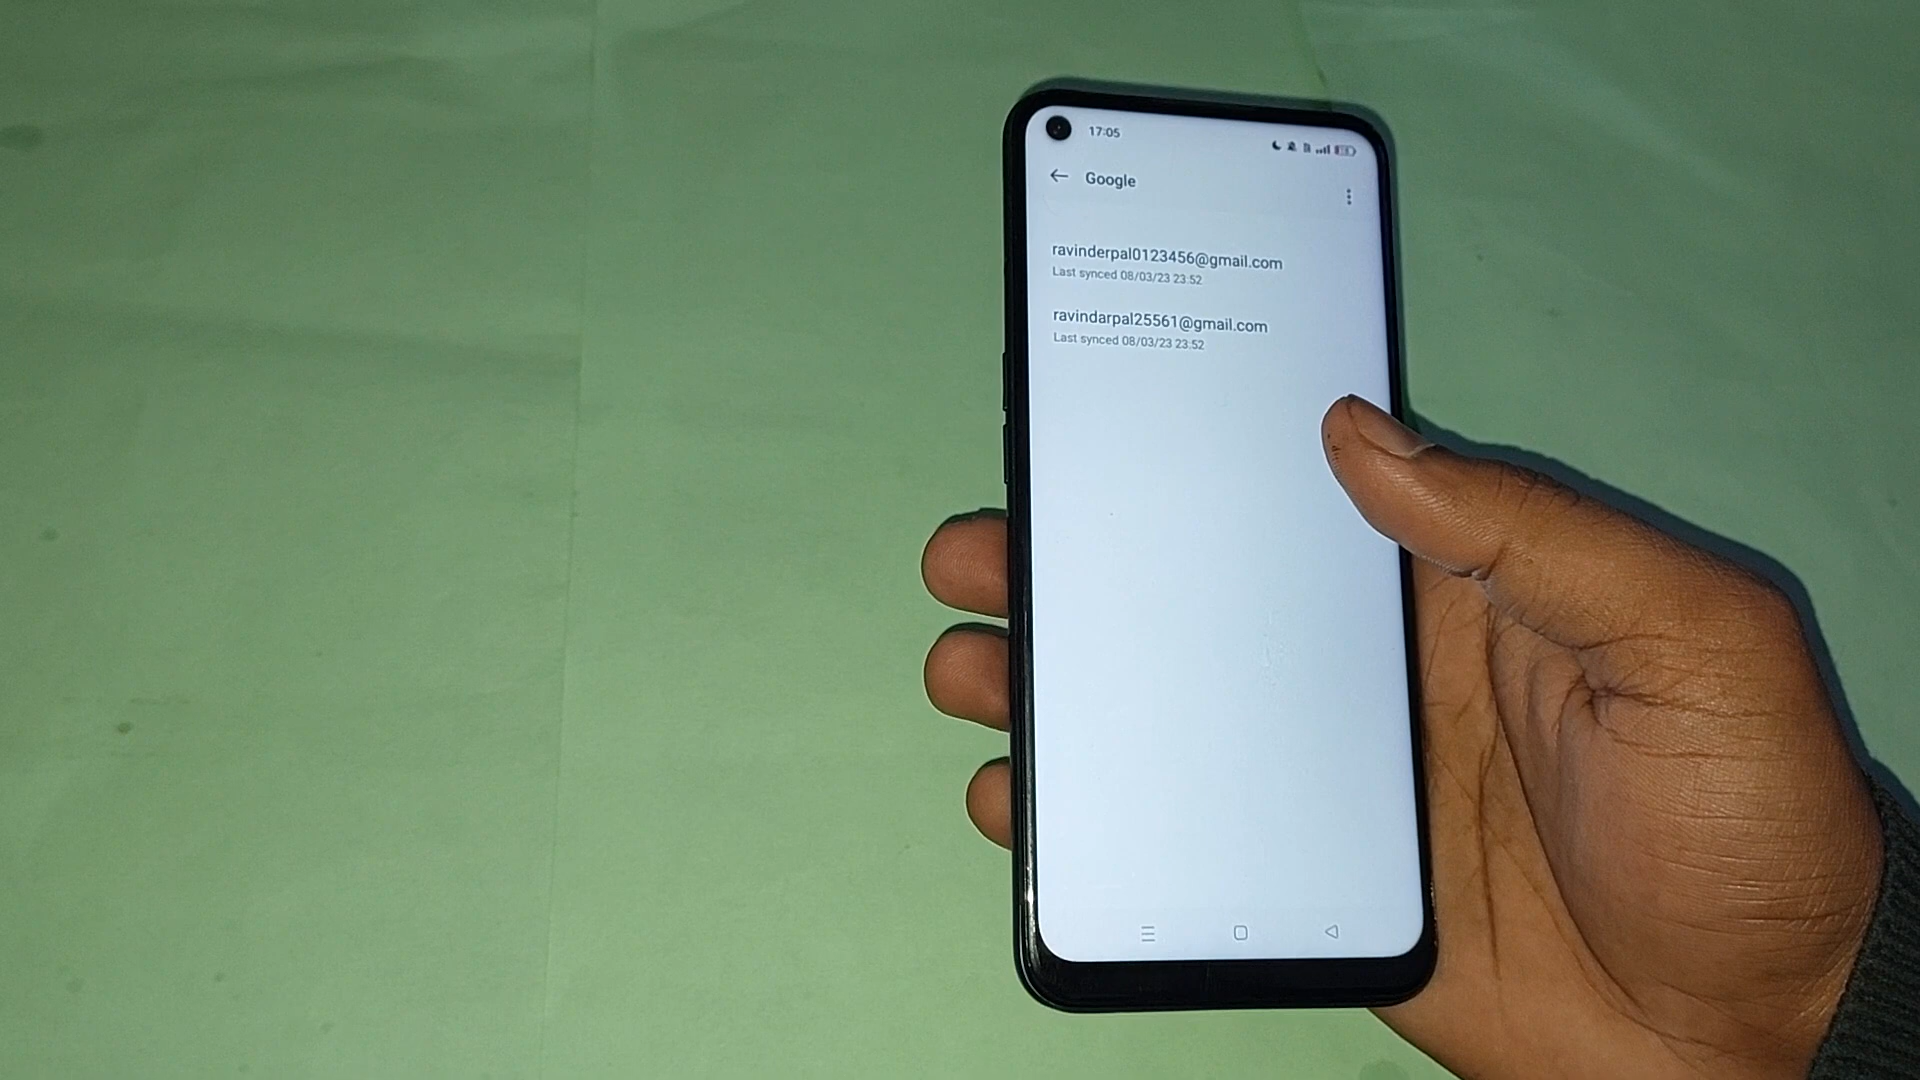 17:05
Google
ravinderpal0123456@gmail.com
Last synced 08/03/23 23:52
ravindarpal25561@gmail.com
Last synced 08/03/23 23:52